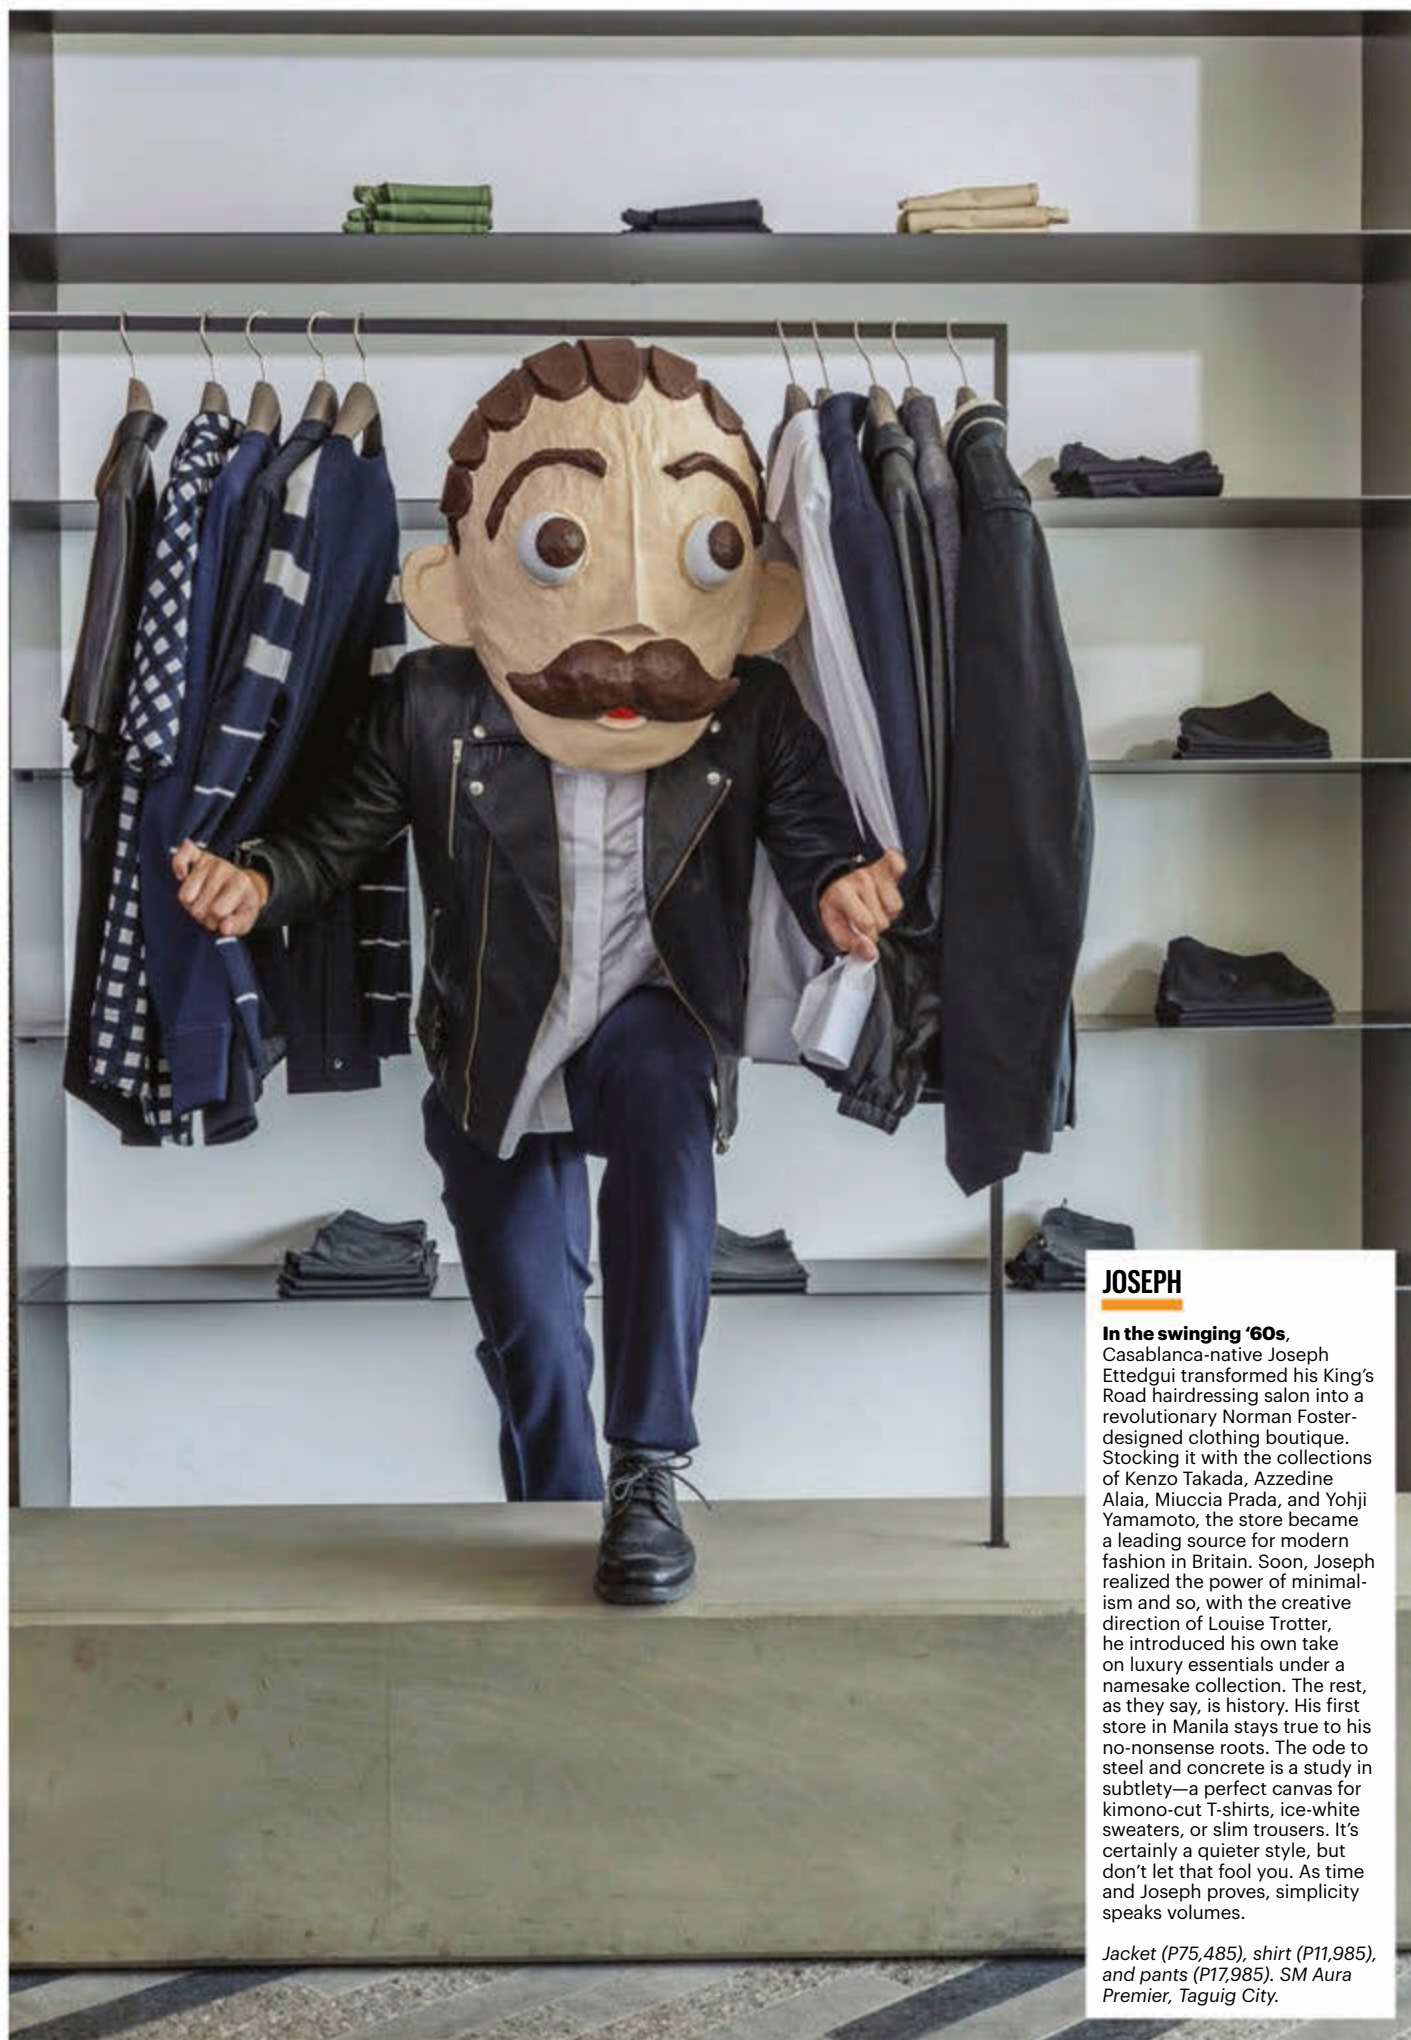 JOSEPH
In the swinging ‘60s,
Casablanca-native Joseph
Ettedgui transformed his King’s
Road hairdressing salon into a
revolutionary Norman Foster-
designed clothing boutique.
Stocking it with the collections
of Kenzo Takada, Azzedine
Alaia, Miuccia Prada, and Yohji
Yamamoto, the store became
a leading source for modern
fashion in Britain. Soon, Joseph
realized the power of minimal-
ism and so, with the creative
direction of Louise Trotter,
he introduced his own take
on luxury essentials under a
namesake collection. The rest,
as they say, is history. His first
store in Manila stays true to his
no-nonsense roots. The ode to
steel and concrete is a study in
subtlety—a perfect canvas for
kimono-cut T-shirts, ice-white
sweaters, or slim trousers. It’s
certainly a quieter style, but
don’t let that fool you. As time
and Joseph proves, simplicity
speaks volumes.
Jacket (P75,485), shirt (P11,985),
and pants (P17,985). SM Aura
Premier, Taguig City.